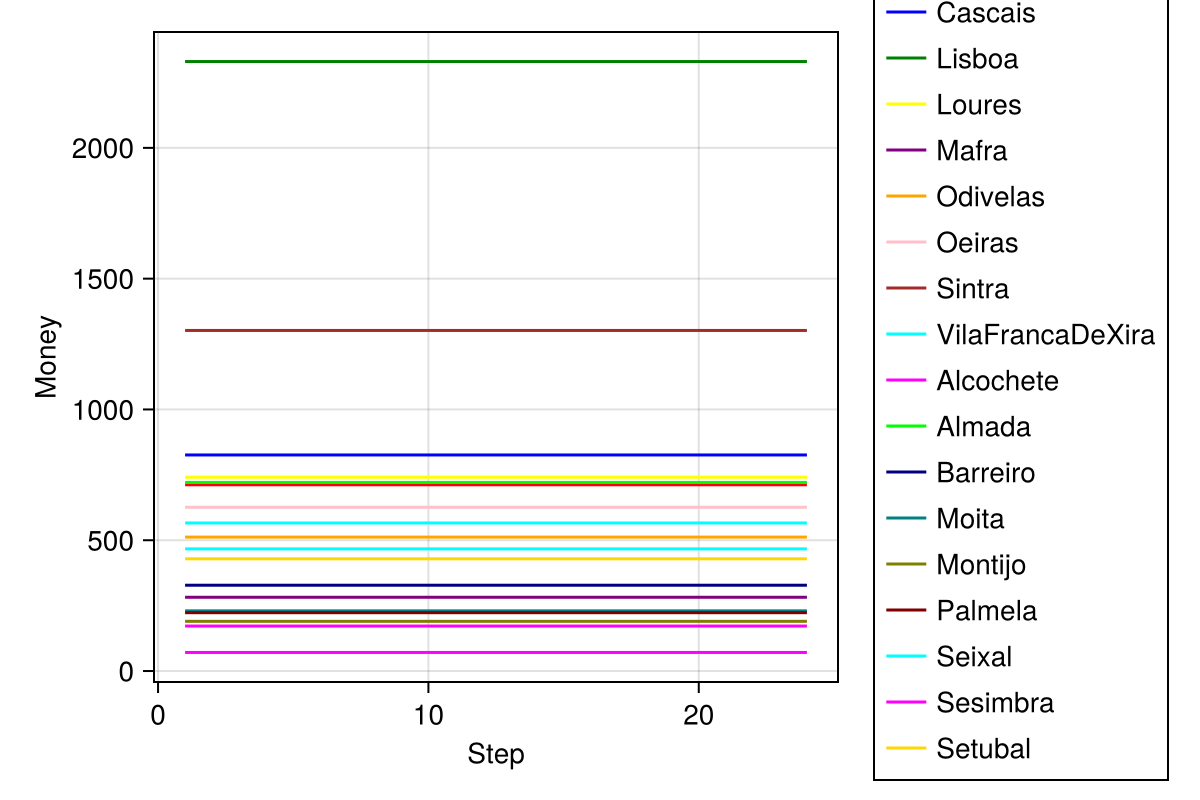 Cascais
Lisboa
Loures
Mafra
Odivelas
Oeiras
Sintra
VilaFrancaDeXira
Alcochete
Almada
Barreiro
Moita
Montijo
Palmela
Seixal
Sesimbra
Setubal
2000
1500
1000
500
0
Money
0 10 20
Step